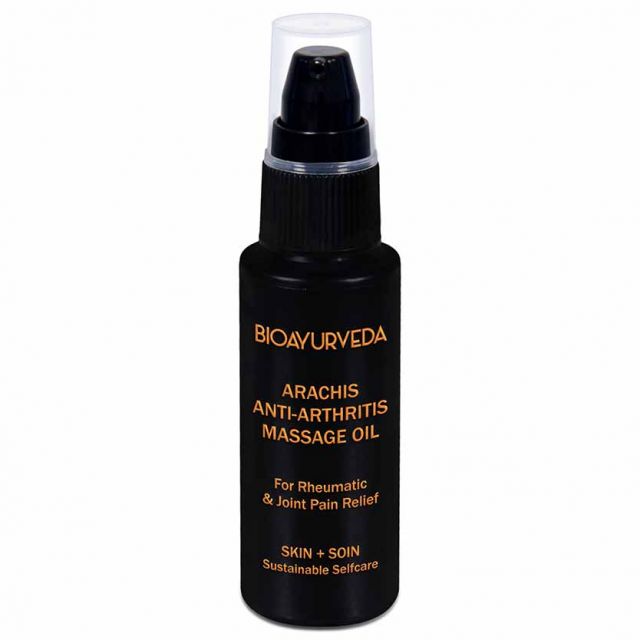 BIOAYURVEDA
ARACHIS
ANTI-ARTHRITIS
MASSAGE OIL
For Rheumatic
& Joint Pain Relief
SKIN + SOIN
Sustainable Selfcare